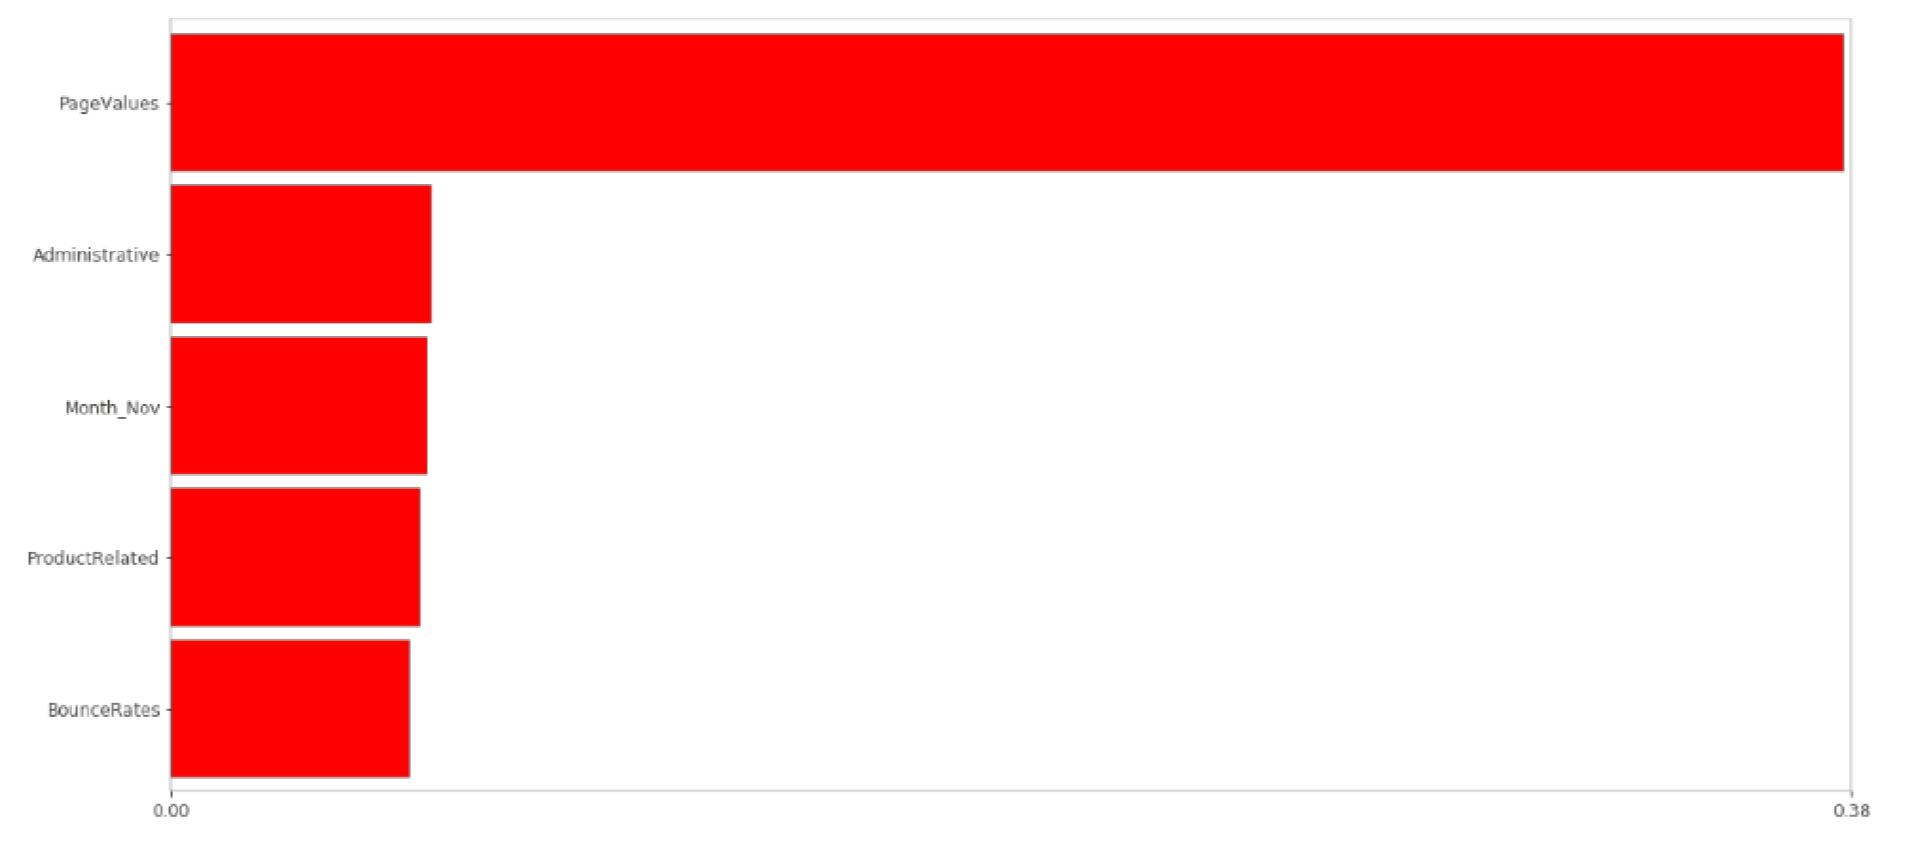 PageValues
Administrative
Month_Nov
ProductRelated
BounceRates
0.00 0.38